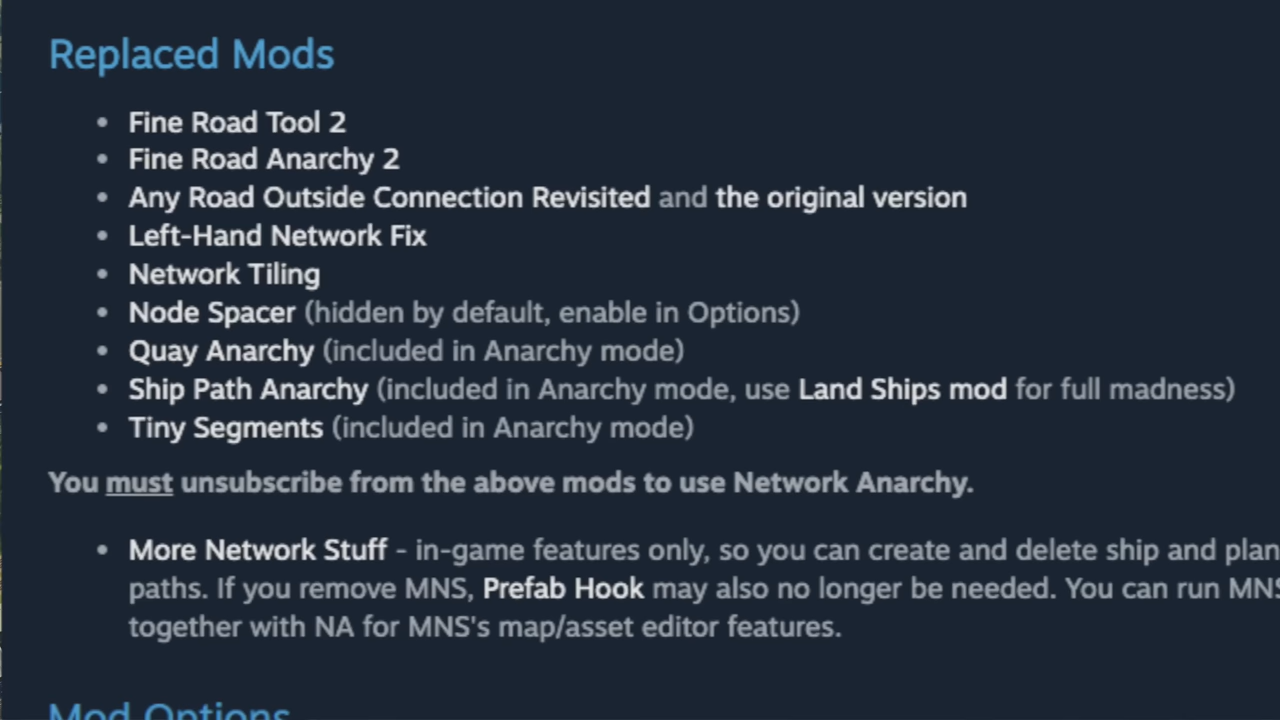 Replaced Mods
Fine Road Tool 2
Fine Road Anarchy 2
Any Road Outside Connection Revisited and the original version
Left-Hand Network Fix
Network Tiling
Node Spacer (hidden by default, enable in Options)
Quay Anarchy (included in Anarchy mode)
Ship Path Anarchy (included in Anarchy mode, use Land Ships mod for full madness)
Tiny Segments (included in Anarchy mode)
You must unsubscribe from the above mods to use Network Anarchy.
More Network Stuff - in-game features only, so you can create and delete ship and plan
paths. If you remove MNS, Prefab Hook may also no longer be needed. You can run MNS
together with NA for MNS's map/asset editor features.
Mod Options